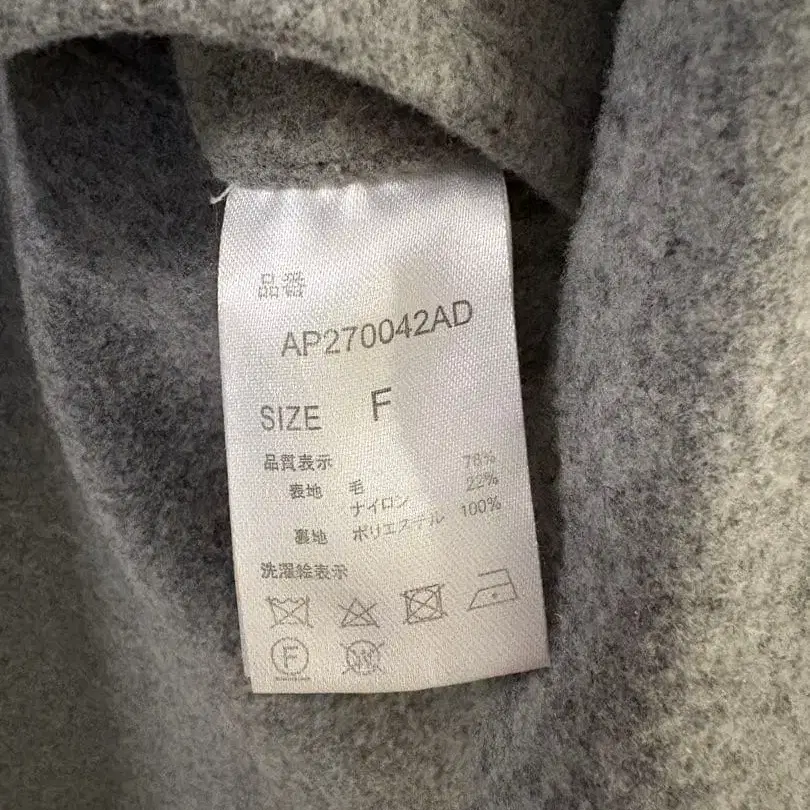 品番
AP270042AD
SIZE F
品質表示
表地 毛 78%
ナイロン 22%
裏地 ポリエステル 100%
洗濯絵表示
F
W